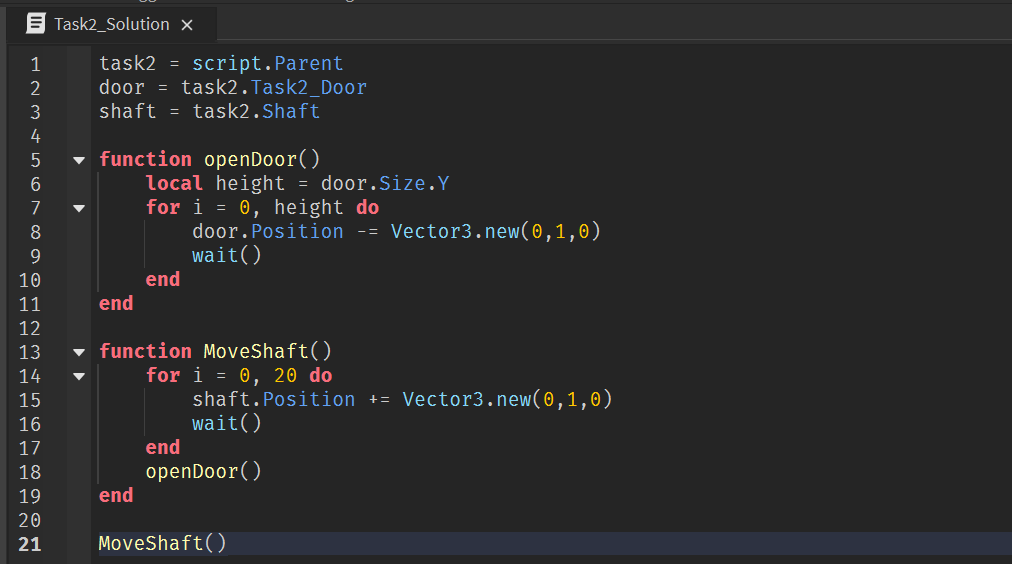 Task2_Solution
1 task2 = script.Parent
2 door = task2.Task2_Door
3 shaft = task2.Shaft
4
5 function openDoor()
6 local height = door.Size.Y
7 for i = 0, height do
8 door.Position -= Vector3.new(0,1,0)
9 wait()
10 end
11 end
12
13 function MoveShaft()
14 for i = 0, 20 do
15 shaft.Position += Vector3.new(0,1,0)
16 wait()
17 end
18 openDoor()
19 end
20
21 MoveShaft()